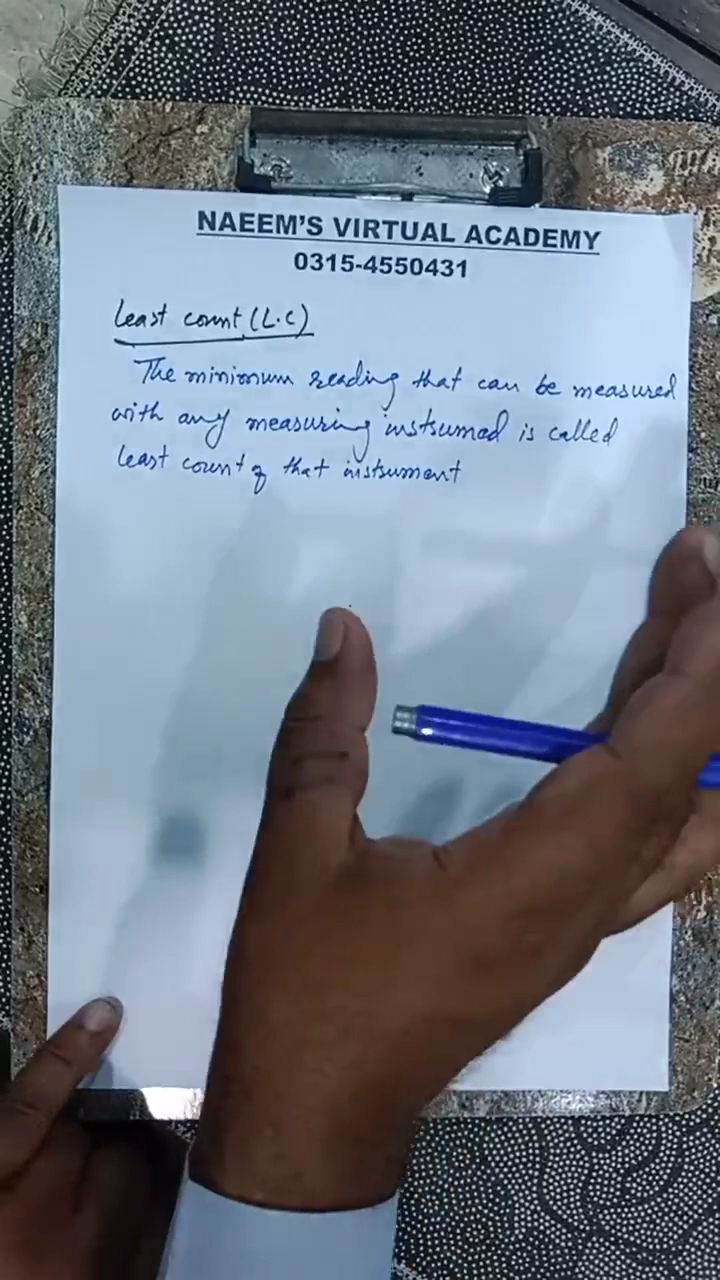 NAEEM'S VIRTUAL ACADEMY
0315-4550431
Least count (L.C)
The minimum reading that can be measured
with any measuring instsumad is called
least count of that instsument